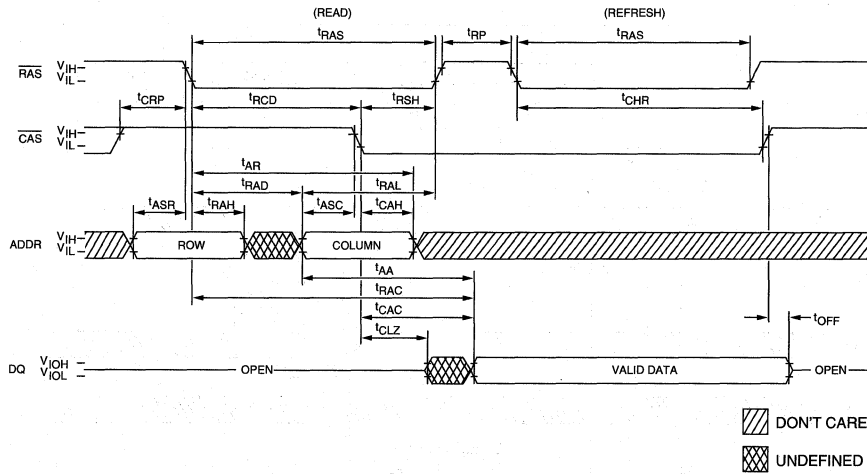 (READ) (REFRESH)
tRAS tRP tRAS
RAS VIH VIL
tCRP tRCD tRSH tCHR
CAS VIH VIL
tAR
tRAD tRAL
tASR tRAH tASC tCAH
ADDR VIH VIL ROW COLUMN
tAA
tRAC
tCAC
tCLZ tOFF
DQ VIOH VIOL OPEN VALID DATA OPEN
DON'T CARE
UNDEFINED